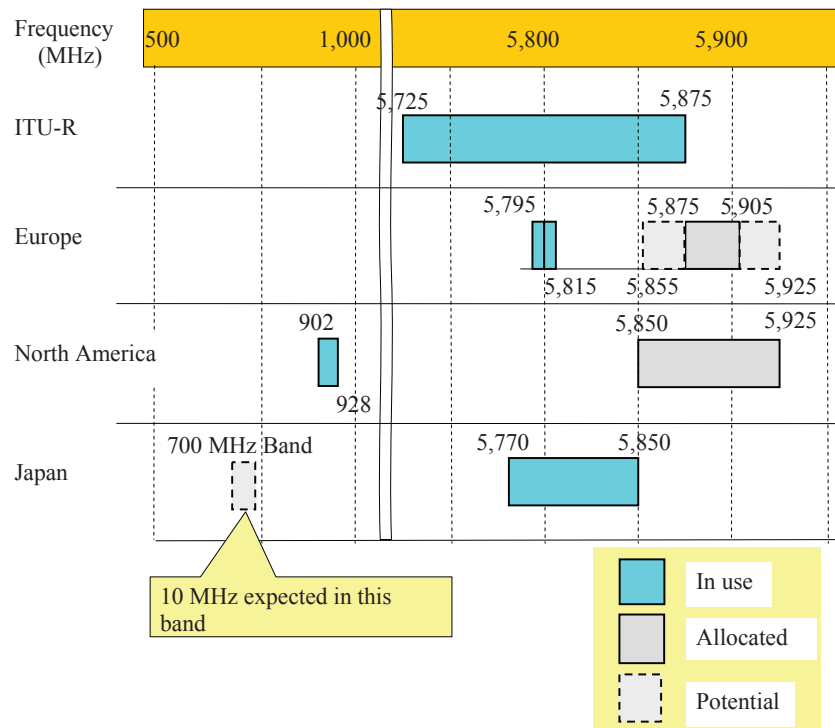 Frequency
(MHz)
500
1,000
5,800
5,900
ITU-R
5,725
5,875
Europe
5,795
5,875
5,905
5,815
5,855
5,925
North America
902
928
5,850
5,925
Japan
700 MHz Band
5,770
5,850
10 MHz expected in this
band
In use
Allocated
Potential